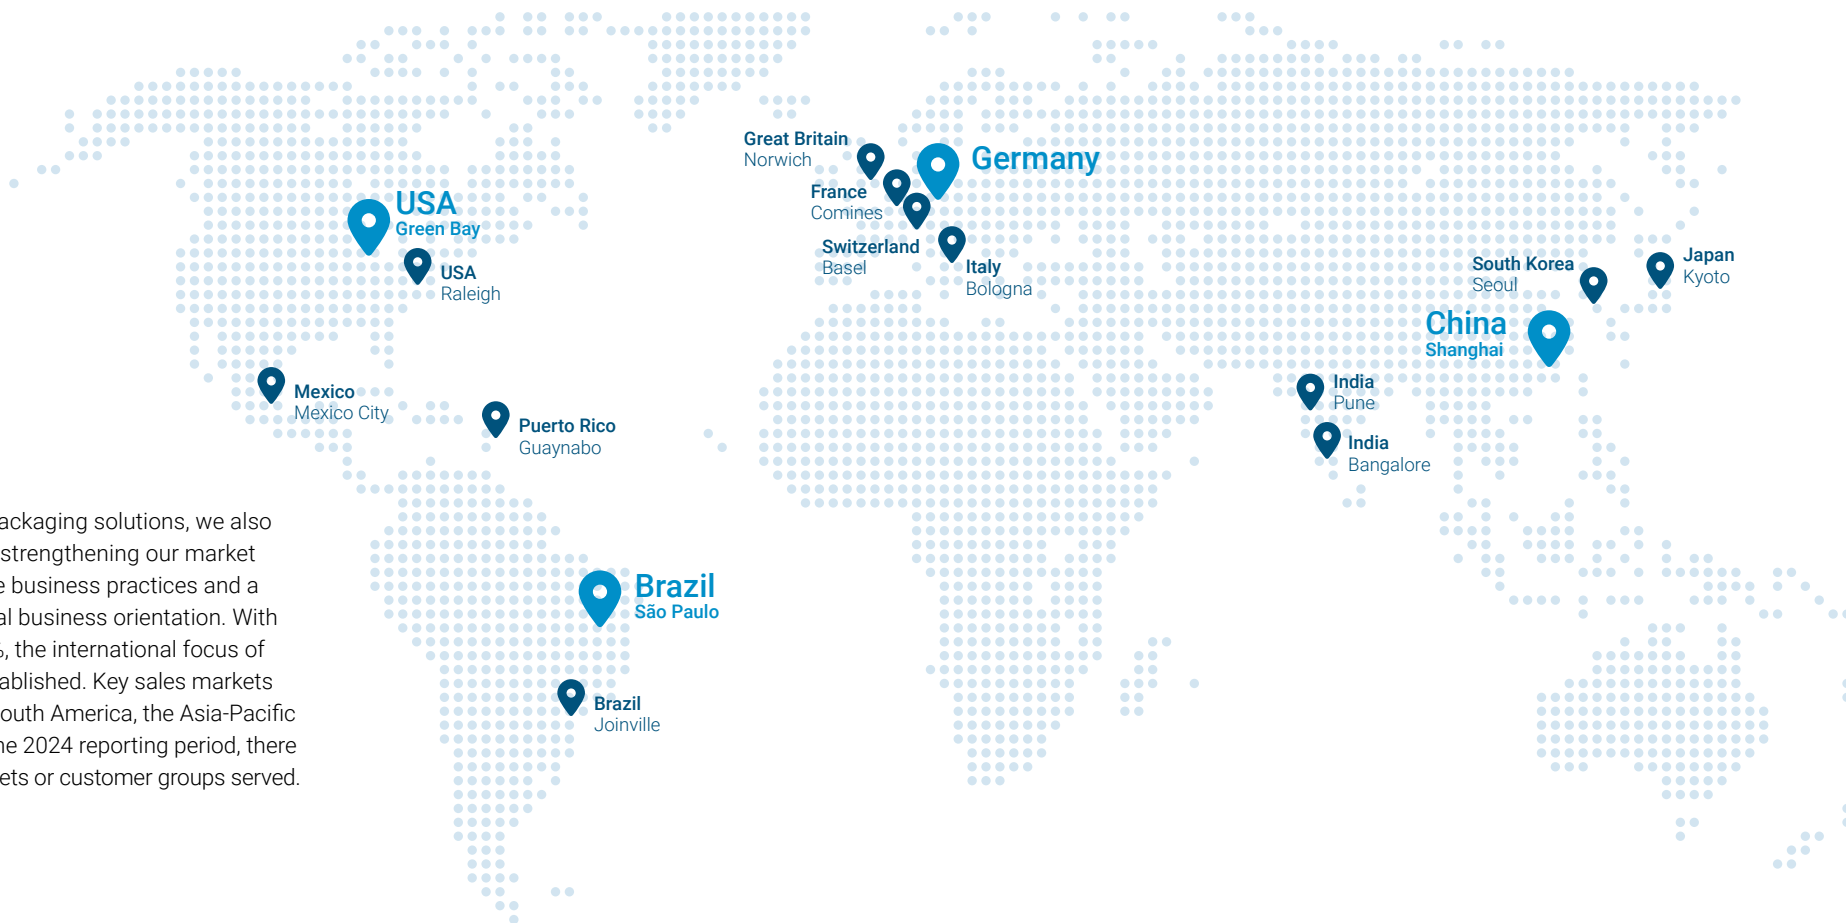 Great Britain
Norwich
Germany
France
Comines
USA
Green Bay
Switzerland
Basel
Italy
Bologna
USA
Raleigh
South Korea
Seoul
Japan
Kyoto
China
Shanghai
Mexico
Mexico City
India
Pune
Puerto Rico
Guaynabo
India
Bangalore
ackaging solutions, we also
strengthening our market
e business practices and a
al business orientation. With
%, the international focus of
ablished. Key sales markets
outh America, the Asia-Pacific
ne 2024 reporting period, there
ets or customer groups served.
Brazil
São Paulo
Brazil
Joinville